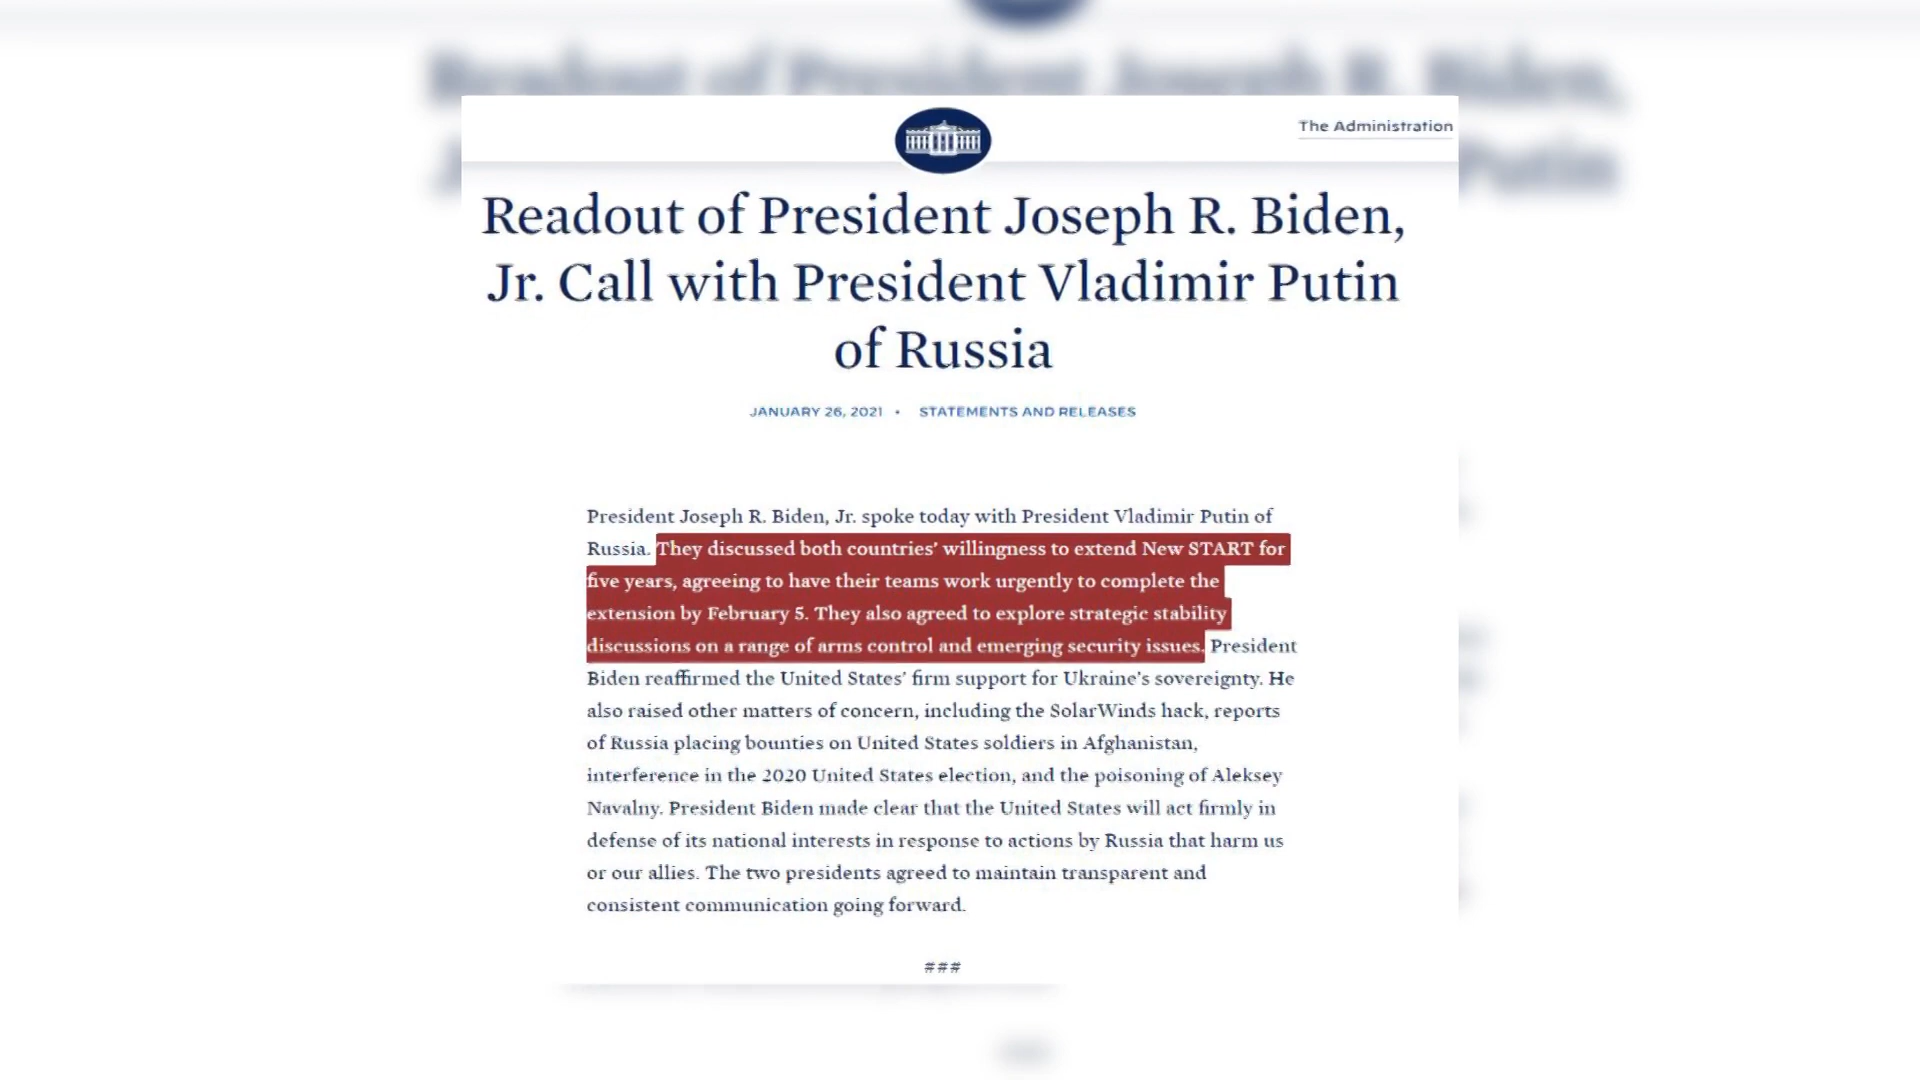 The Administration
Readout of President Joseph R. Biden,
Jr. Call with President Vladimir Putin
of Russia
JANUARY 26, 2021 • STATEMENTS AND RELEASES
President Joseph R. Biden, Jr. spoke today with President Vladimir Putin of
Russia. They discussed both countries' willingness to extend New START for
five years, agreeing to have their teams work urgently to complete the
extension by February 5. They also agreed to explore strategic stability
discussions on a range of arms control and emerging security issues. President
Biden reaffirmed the United States' firm support for Ukraine's sovereignty. He
also raised other matters of concern, including the SolarWinds hack, reports
of Russia placing bounties on United States soldiers in Afghanistan,
interference in the 2020 United States election, and the poisoning of Aleksey
Navalny. President Biden made clear that the United States will act firmly in
defense of its national interests in response to actions by Russia that harm us
or our allies. The two presidents agreed to maintain transparent and
consistent communication going forward.
###